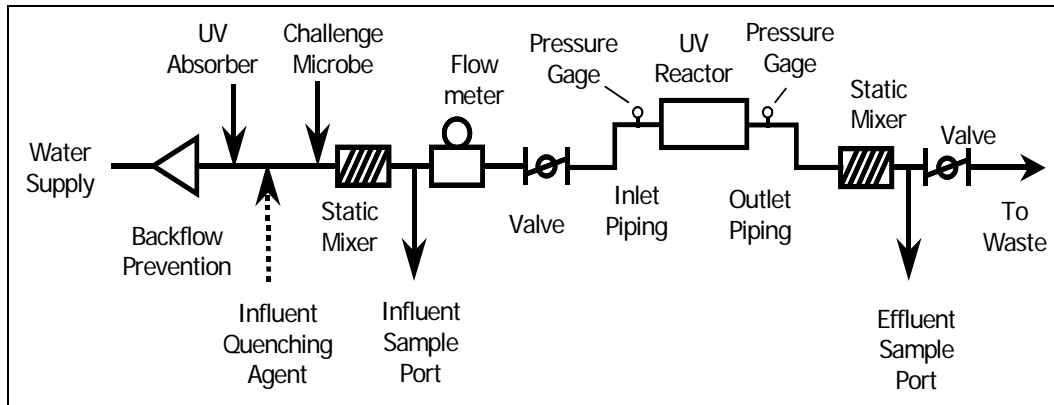 UV
Absorber
Challenge
Microbe
Flow
meter
Pressure
Gage
UV
Reactor
Pressure
Gage
Static
Mixer
Valve
Water
Supply
Backflow
Prevention
Static
Mixer
Valve
Inlet
Piping
Outlet
Piping
To
Waste
Influent
Quenching
Agent
Influent
Sample
Port
Effluent
Sample
Port